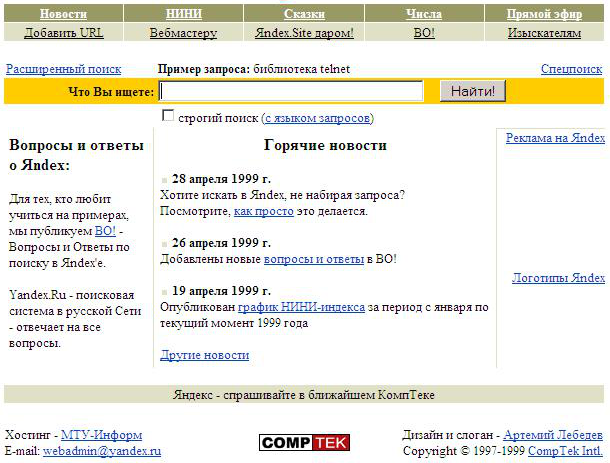 Новости НИНИ Сказки Числа Прямой эфир
Добавить URL Вебмастеру Яndex.Site даром! ВО! Изыскателям
Расширенный поиск Пример запроса: библиотека telnet Спецпоиск
Что Вы ищете: Найти!
строгий поиск (с языком запросов)
Вопросы и ответы
о Яndex:
Для тех, кто любит
учиться на примерах,
мы публикуем ВО! -
Вопросы и Ответы по
поиску в Яndex'е.
Yandex.Ru - поисковая
система в русской Сети
- отвечает на все
вопросы.
Горячие новости
28 апреля 1999 г.
Хотите искать в Яndex, не набирая запроса?
Посмотрите, как просто это делается.
26 апреля 1999 г.
Добавлены новые вопросы и ответы в ВО!
19 апреля 1999 г.
Опубликован график НИНИ-индекса за период с января по
текущий момент 1999 года
Другие новости
Реклама на Яndex
Логотипы Яndex
Яндекс - спрашивайте в ближайшем КомпТеке
Хостинг - МТУ-Информ
E-mail: webadmin@yandex.ru
COMPTEK
Дизайн и слоган - Артемий Лебедев
Copyright © 1997-1999 CompTek Intl.